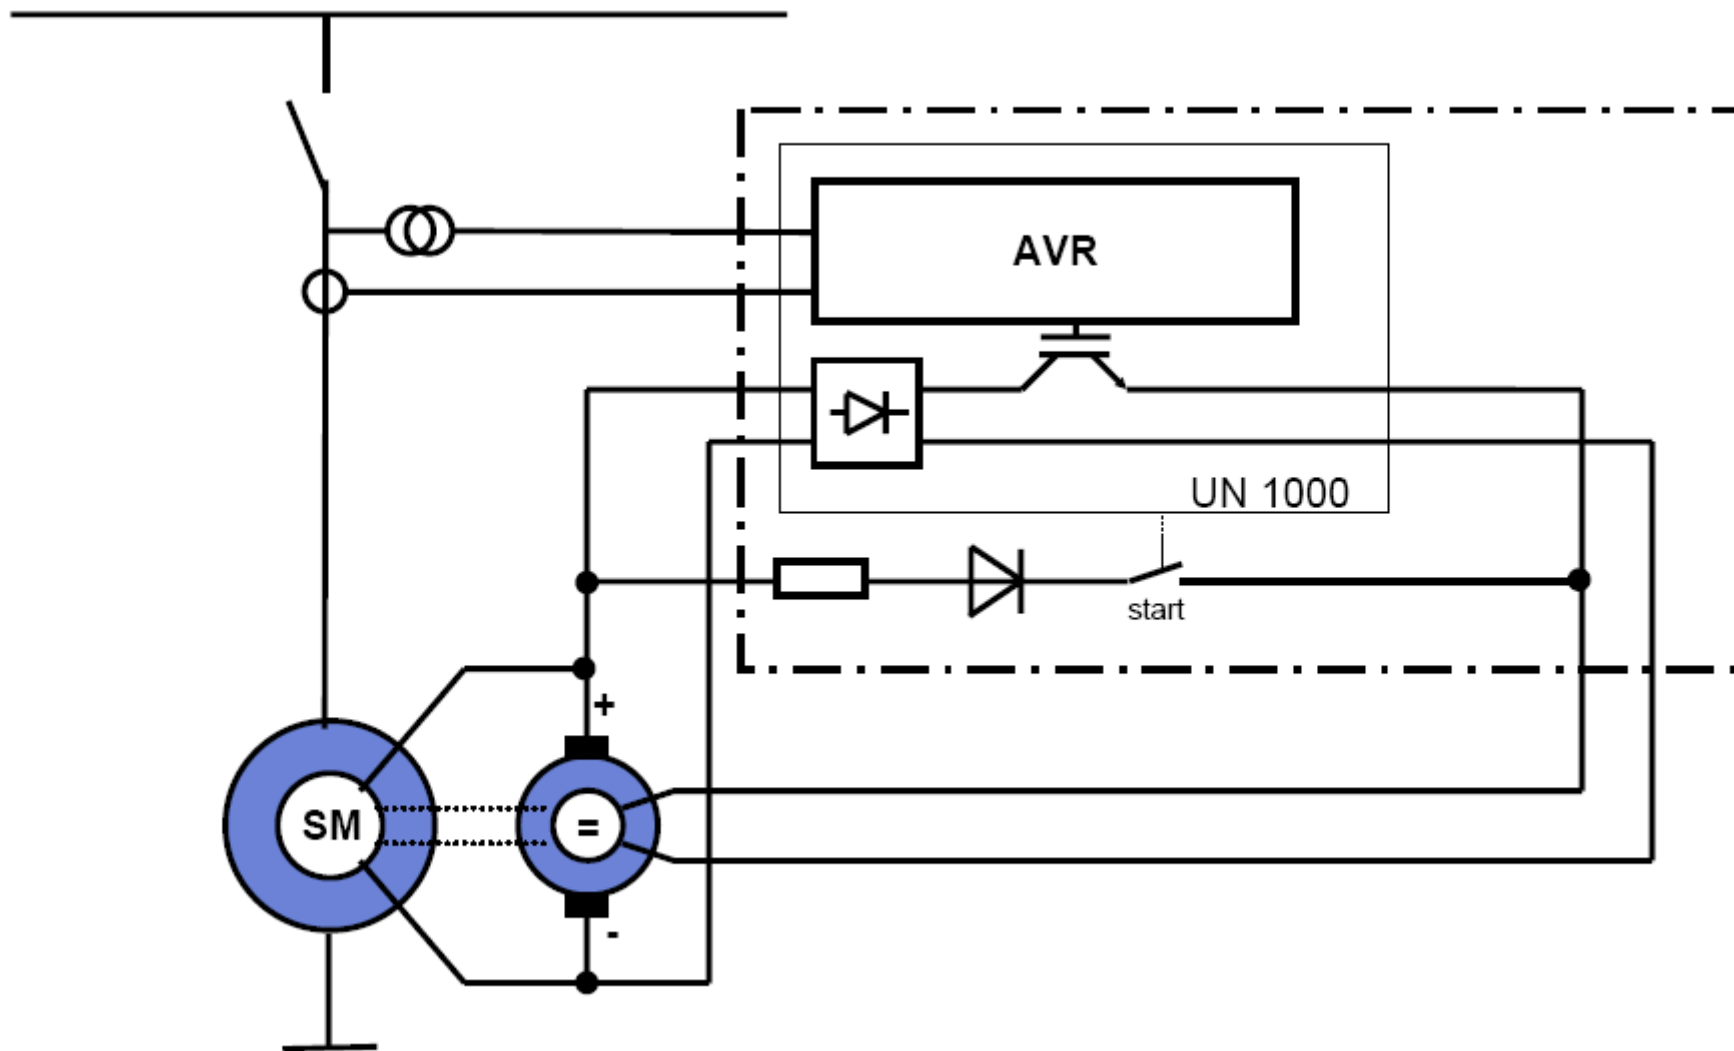 AVR
UN 1000
start
+
SM
=
-